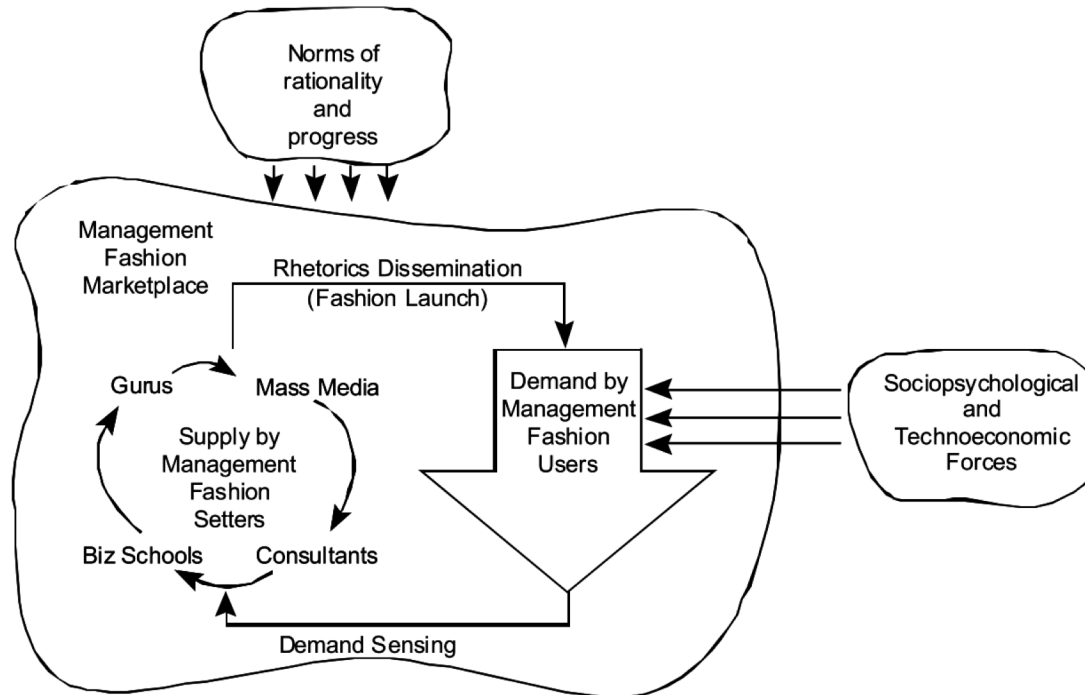 Norms of
rationality
and
progress
Management
Fashion
Marketplace
Rhetorics Dissemination
(Fashion Launch)
Gurus
Mass Media
Supply by
Management
Fashion
Setters
Biz Schools
Consultants
Demand by
Management
Fashion
Users
Sociopsychological
and
Technoeconomic
Forces
Demand Sensing